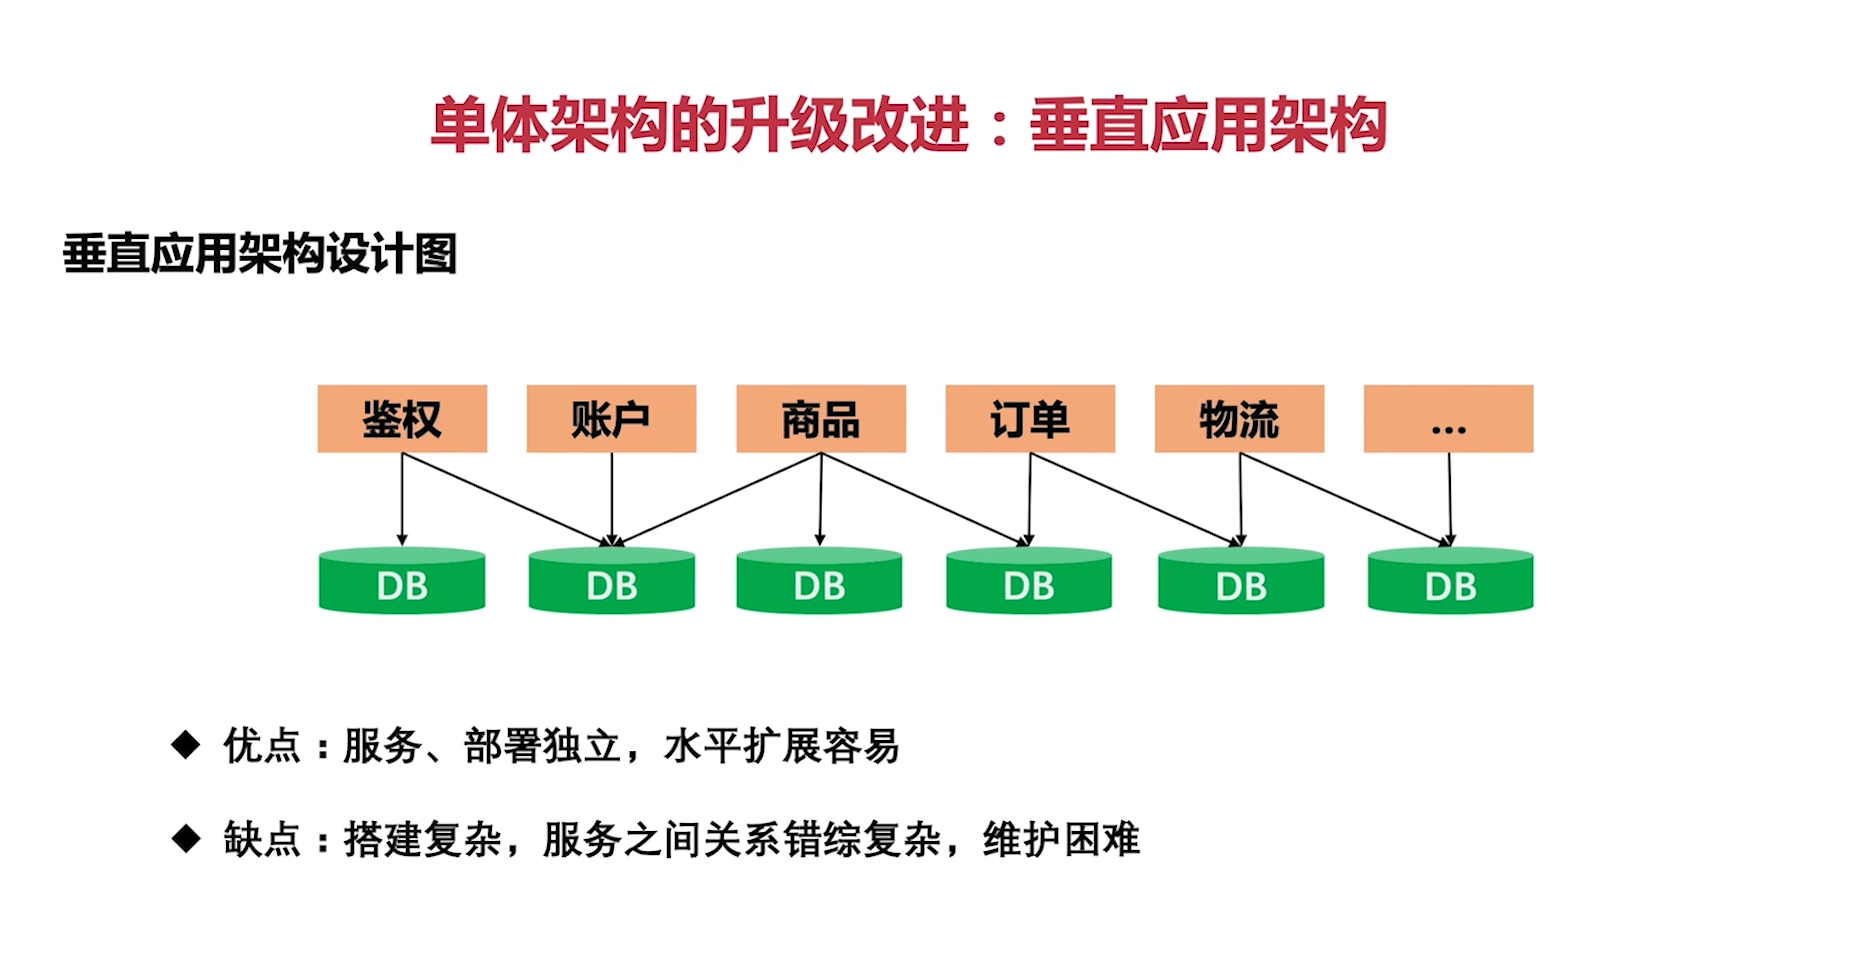 单体架构的升级改进：垂直应用架构
垂直应用架构设计图
鉴权 账户 商品 订单 物流 ...
DB DB DB DB DB DB
◆ 优点：服务、部署独立，水平扩展容易
◆ 缺点：搭建复杂，服务之间关系错综复杂，维护困难